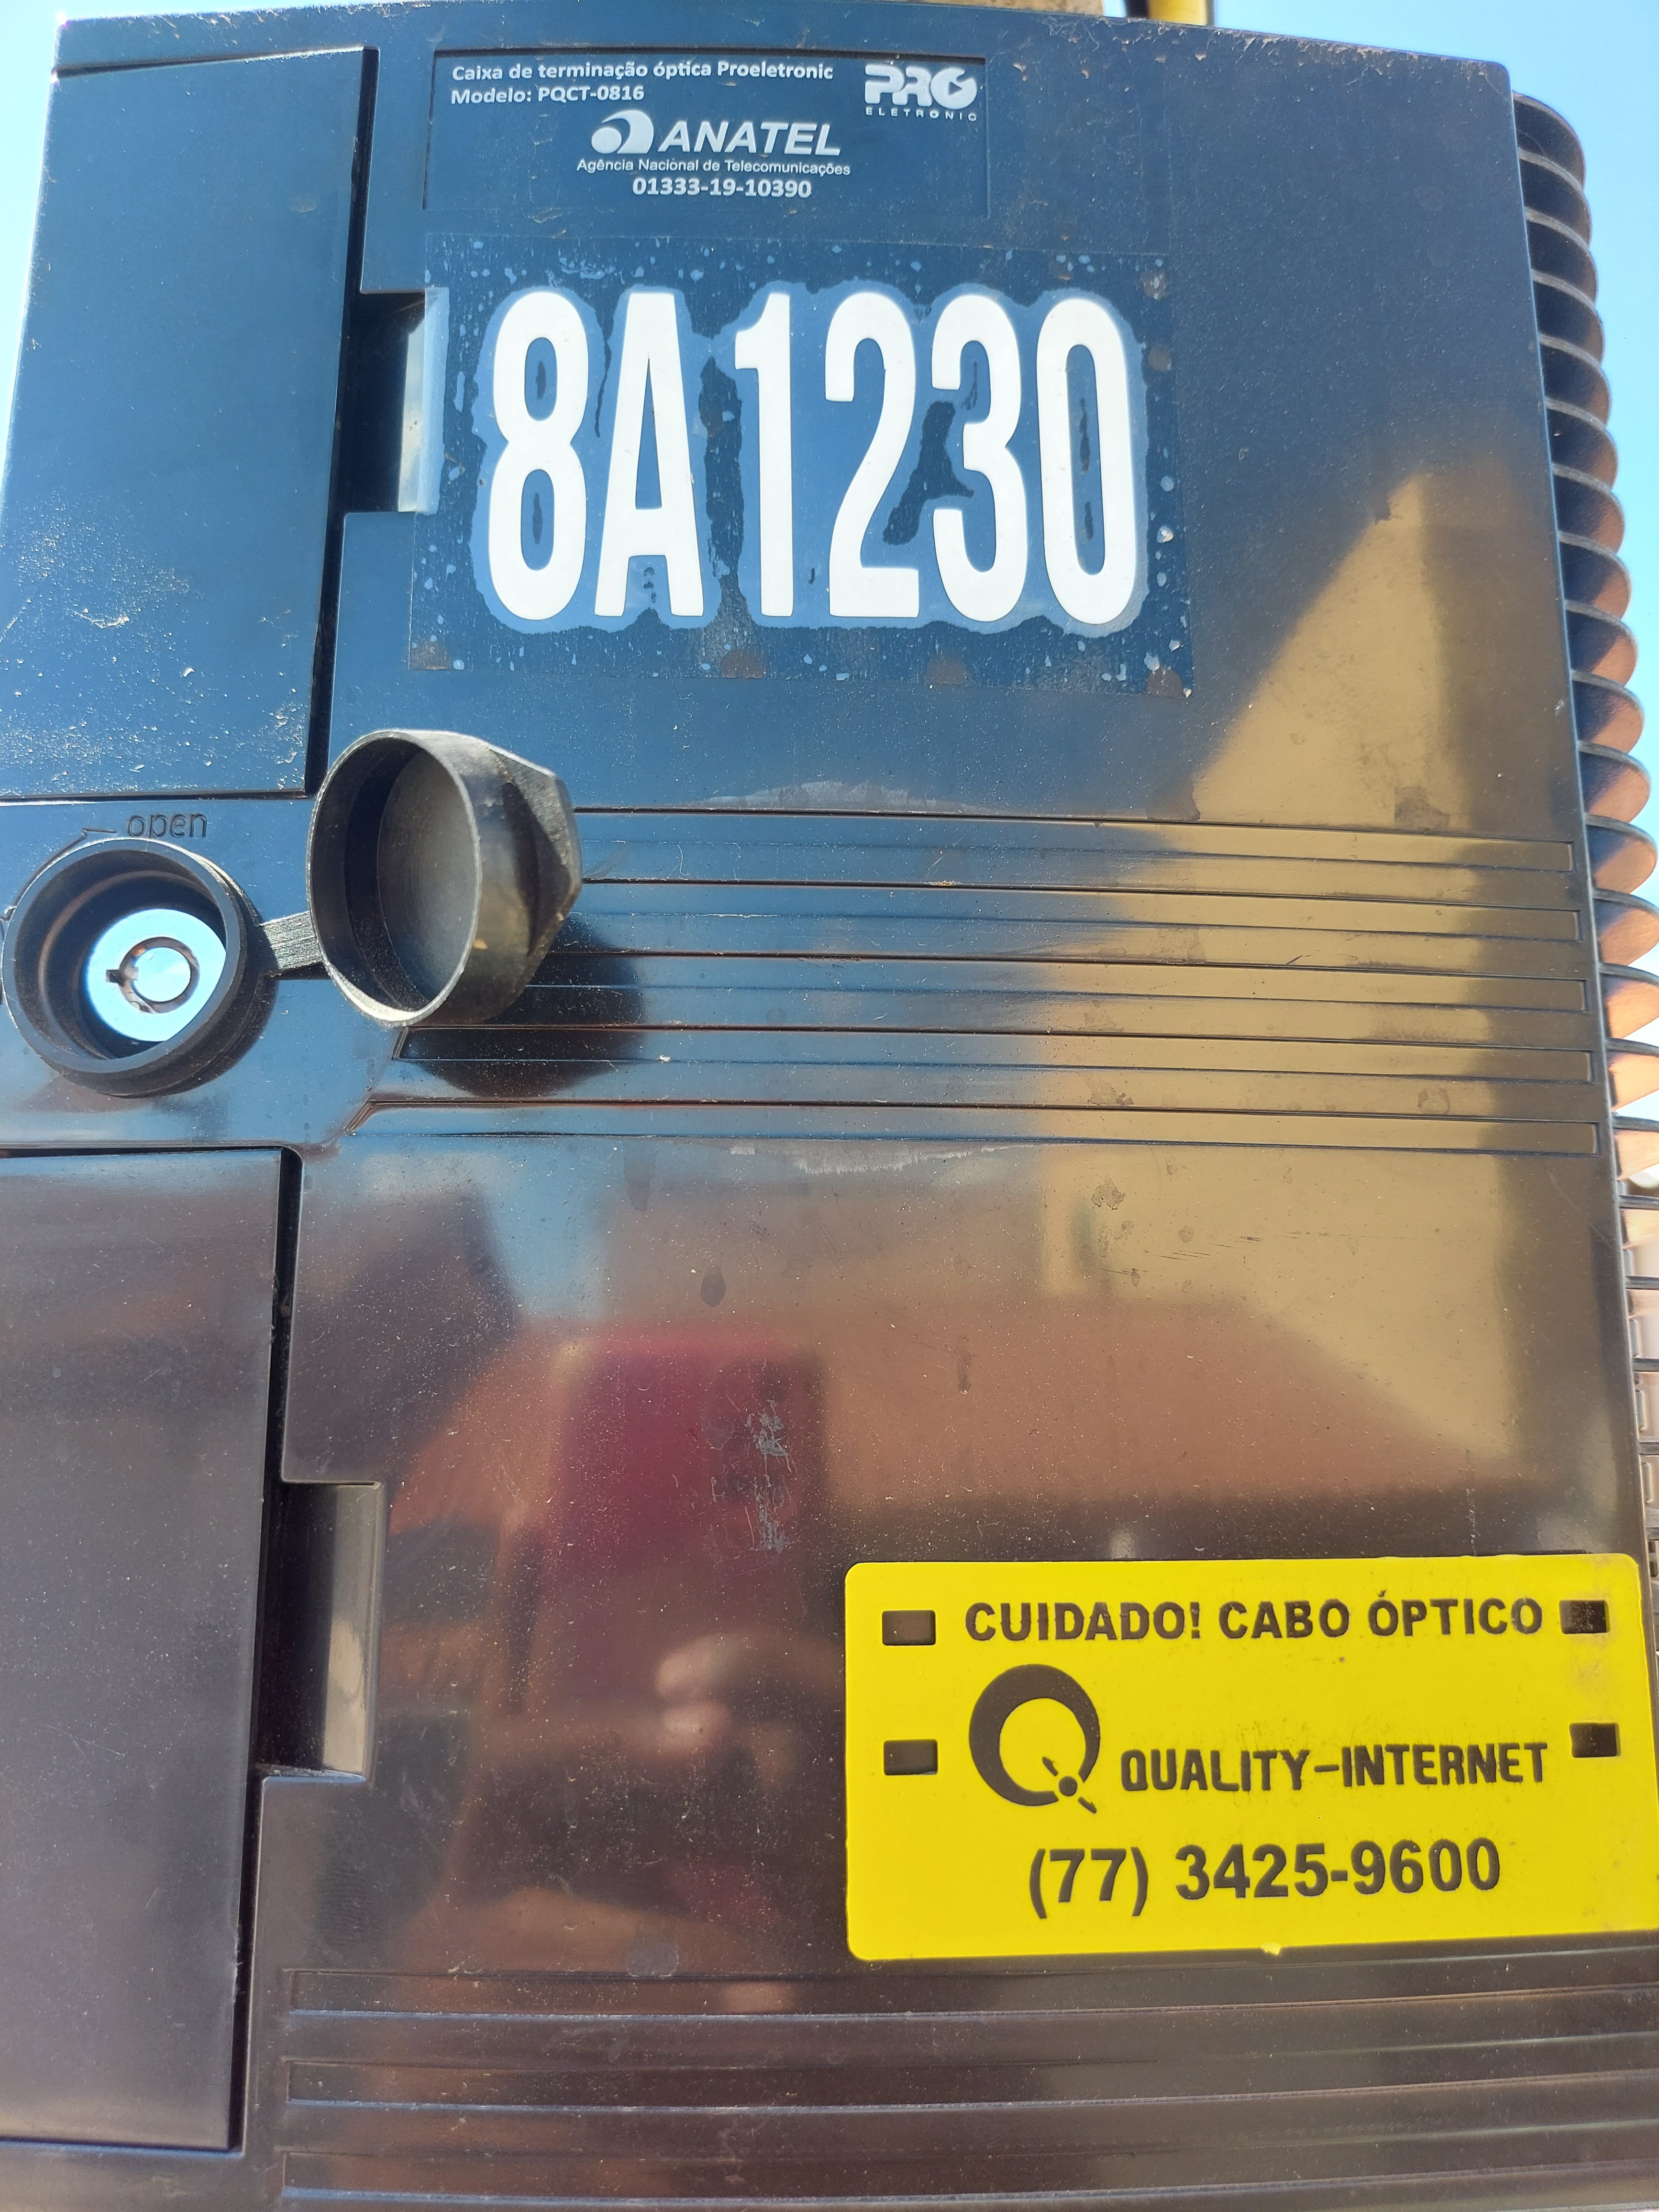 Caixa de terminação óptica Proeletronic
Modelo: PQCT-0816
PRO
ELETRONIC
ANATEL
Agência Nacional de Telecomunicações
01333-19-10390
8A1230
open
CUIDADO! CABO ÓPTICO
QUALITY-INTERNET
(77) 3425-9600